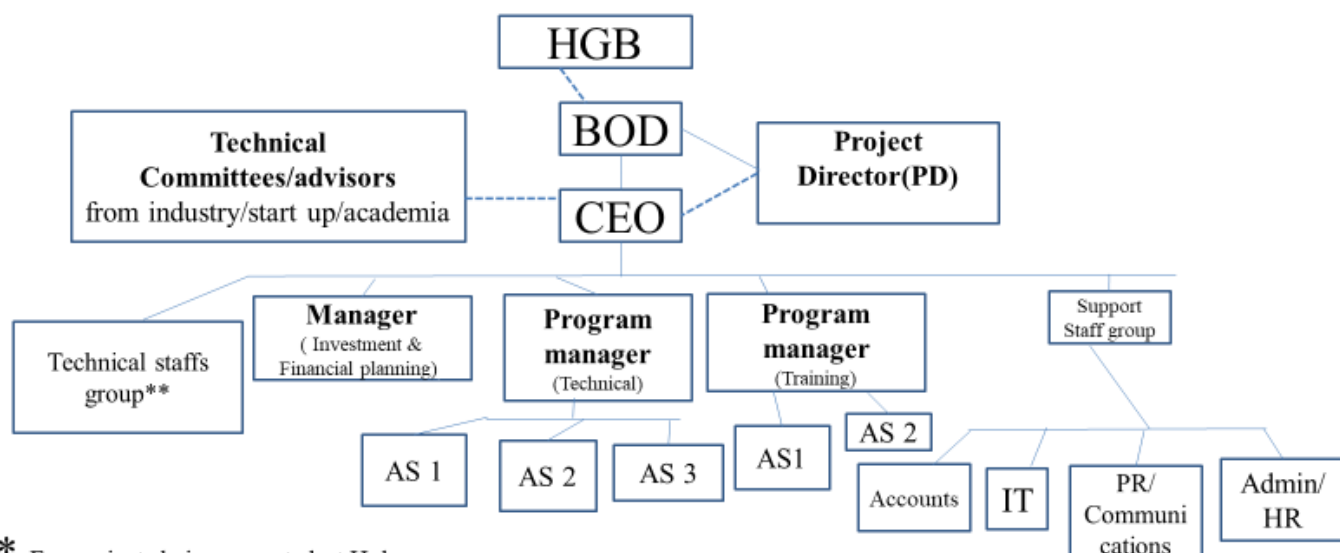 HGB
BOD
Technical
Committees/advisors
from industry/start up/academia
Project
Director(PD)
CEO
Technical staffs
group**
Manager
( Investment &
Financial planning)
Program
manager
(Technical)
Program
manager
(Training)
Support
Staff group
AS 1
AS 2
AS 3
AS1
AS 2
Accounts
IT
PR/
Communi
cations
Admin/
HR
*